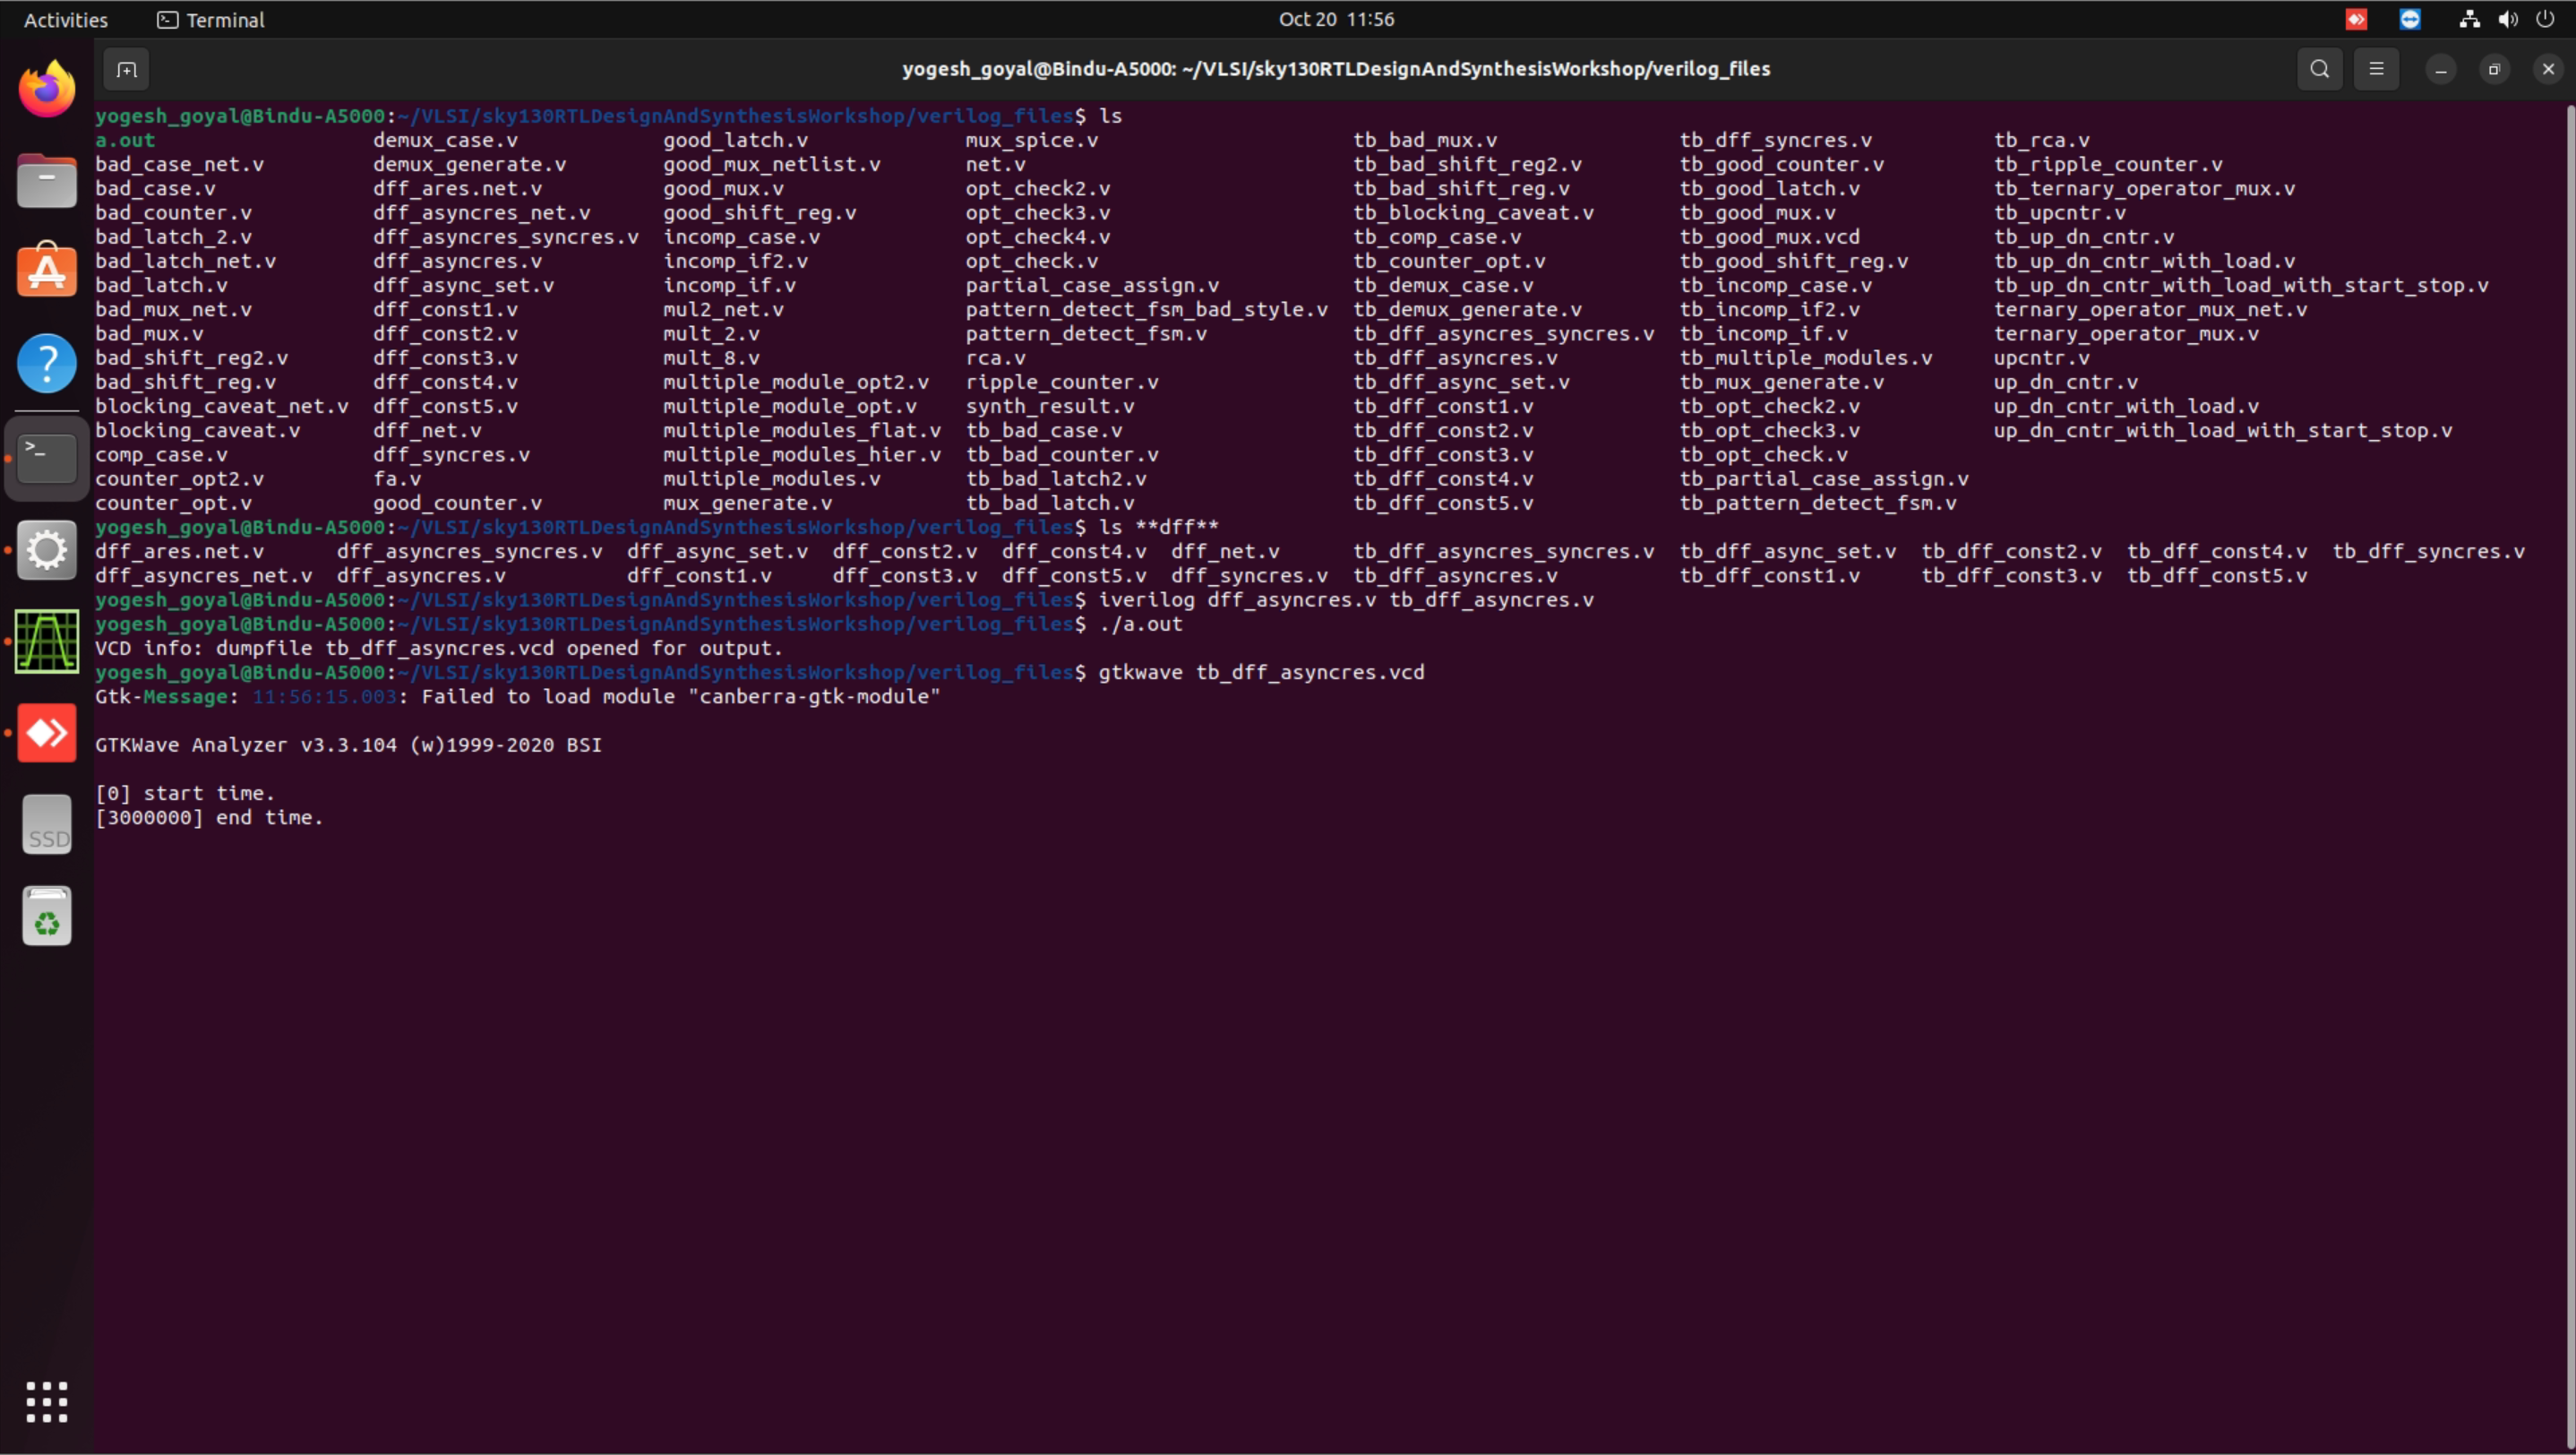 Activities Terminal Oct 20 11:56
yogesh_goyal@Bindu-A5000: ~/VLSI/sky130RTLDesignAndSynthesisWorkshop/verilog_files
yogesh_goyal@Bindu-A5000:~/VLSI/sky130RTLDesignAndSynthesisWorkshop/verilog_files$ ls
a.out demux_case.v good_latch.v mux_spice.v tb_bad_mux.v tb_dff_syncres.v tb_rca.v
bad_case_net.v demux_generate.v good_mux_netlist.v net.v tb_bad_shift_reg2.v tb_good_counter.v tb_ripple_counter.v
bad_case.v dff_ares.net.v good_mux.v opt_check2.v tb_bad_shift_reg.v tb_good_latch.v tb_ternary_operator_mux.v
bad_counter.v dff_asyncres_net.v good_shift_reg.v opt_check3.v tb_blocking_caveat.v tb_good_mux.v tb_upcntr.v
bad_latch_2.v dff_asyncres_syncres.v incomp_case.v opt_check4.v tb_comp_case.v tb_good_mux.vcd tb_up_dn_cntr.v
bad_latch_net.v dff_asyncres.v incomp_if2.v opt_check.v tb_counter_opt.v tb_good_shift_reg.v tb_up_dn_cntr_with_load.v
bad_latch.v dff_async_set.v incomp_if.v partial_case_assign.v tb_demux_case.v tb_incomp_case.v tb_up_dn_cntr_with_load_with_start_stop.v
bad_mux_net.v dff_const1.v mul2_net.v pattern_detect_fsm_bad_style.v tb_demux_generate.v tb_incomp_if2.v ternary_operator_mux_net.v
bad_mux.v dff_const2.v mult_2.v pattern_detect_fsm.v tb_dff_asyncres_syncres.v tb_incomp_if.v ternary_operator_mux.v
bad_shift_reg2.v dff_const3.v mult_8.v rca.v tb_dff_asyncres.v tb_multiple_modules.v upcntr.v
bad_shift_reg.v dff_const4.v multiple_module_opt2.v ripple_counter.v tb_dff_async_set.v tb_mux_generate.v up_dn_cntr.v
blocking_caveat_net.v dff_const5.v multiple_module_opt.v synth_result.v tb_dff_const1.v tb_opt_check2.v up_dn_cntr_with_load.v
blocking_caveat.v dff_net.v multiple_modules_flat.v tb_bad_case.v tb_dff_const2.v tb_opt_check3.v up_dn_cntr_with_load_with_start_stop.v
comp_case.v dff_syncres.v multiple_modules_hier.v tb_bad_counter.v tb_dff_const3.v tb_opt_check.v
counter_opt2.v fa.v multiple_modules.v tb_bad_latch2.v tb_dff_const4.v tb_partial_case_assign.v
counter_opt.v good_counter.v mux_generate.v tb_bad_latch.v tb_dff_const5.v tb_pattern_detect_fsm.v
yogesh_goyal@Bindu-A5000:~/VLSI/sky130RTLDesignAndSynthesisWorkshop/verilog_files$ ls **dff**
dff_ares.net.v dff_asyncres_syncres.v dff_async_set.v dff_const2.v dff_const4.v dff_net.v tb_dff_asyncres_syncres.v tb_dff_async_set.v tb_dff_const2.v tb_dff_const4.v tb_dff_syncres.v
dff_asyncres_net.v dff_asyncres.v dff_const1.v dff_const3.v dff_const5.v dff_syncres.v tb_dff_asyncres.v tb_dff_const1.v tb_dff_const3.v tb_dff_const5.v
yogesh_goyal@Bindu-A5000:~/VLSI/sky130RTLDesignAndSynthesisWorkshop/verilog_files$ iverilog dff_asyncres.v tb_dff_asyncres.v
yogesh_goyal@Bindu-A5000:~/VLSI/sky130RTLDesignAndSynthesisWorkshop/verilog_files$ ./a.out
VCD info: dumpfile tb_dff_asyncres.vcd opened for output.
yogesh_goyal@Bindu-A5000:~/VLSI/sky130RTLDesignAndSynthesisWorkshop/verilog_files$ gtkwave tb_dff_asyncres.vcd
Gtk-Message: 11:56:15.003: Failed to load module "canberra-gtk-module"
GTKWave Analyzer v3.3.104 (w)1999-2020 BSI
[0] start time.
[3000000] end time.
SSD